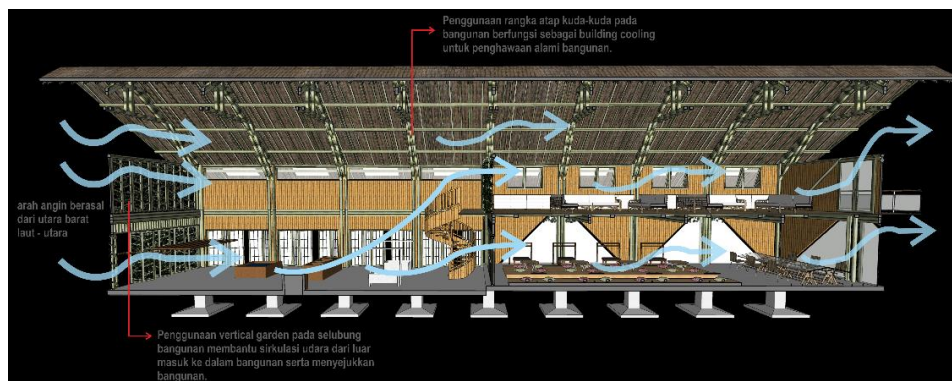 Penggunaan rangka atap kuda-kuda pada
bangunan berfungsi sebagai building cooling
untuk penghawaan alami bangunan.
arah angin berasal
dari utara barat
laut - utara
Penggunaan vertical garden pada selubung
bangunan membantu sirkulasi udara dari luar
masuk ke dalam bangunan serta menyejukkan
bangunan.